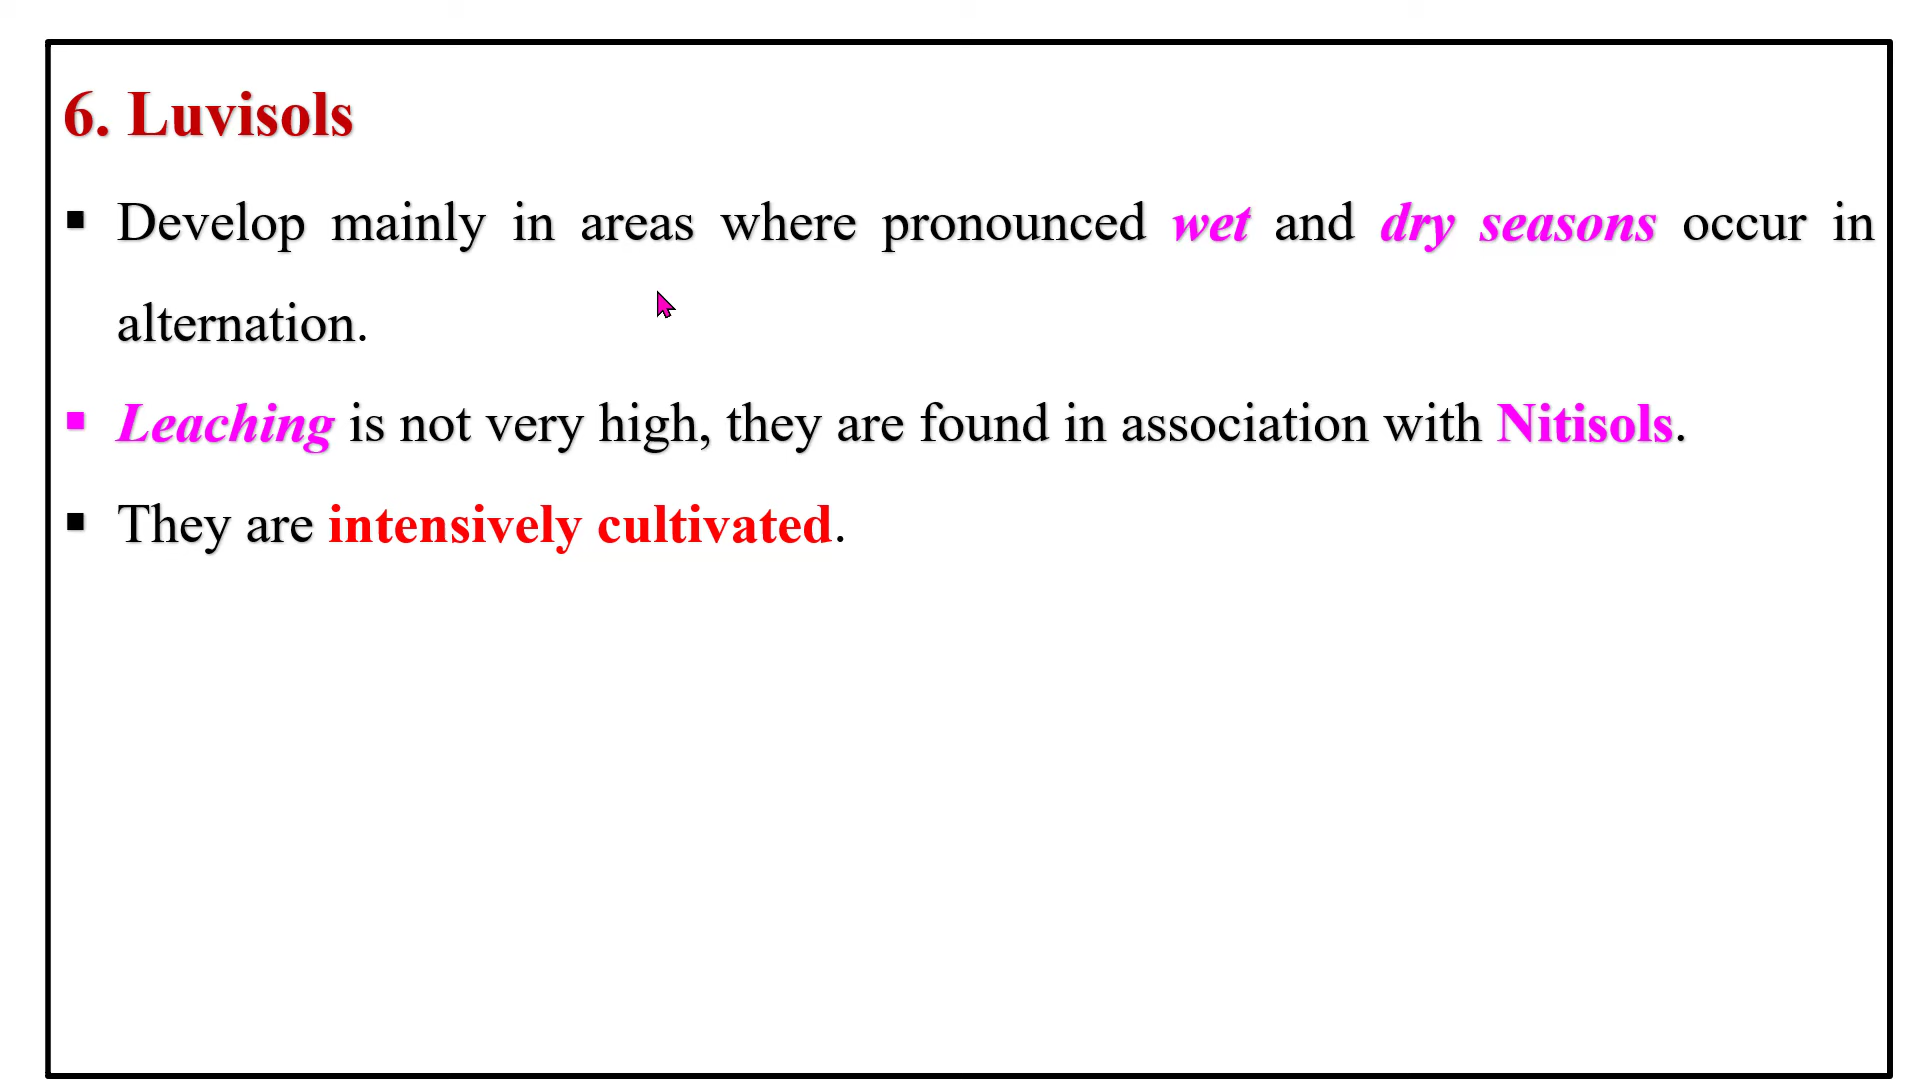 6. Luvisols
▪ Develop mainly in areas where pronounced wet and dry seasons occur in
alternation.
▪ Leaching is not very high, they are found in association with Nitisols.
▪ They are intensively cultivated.